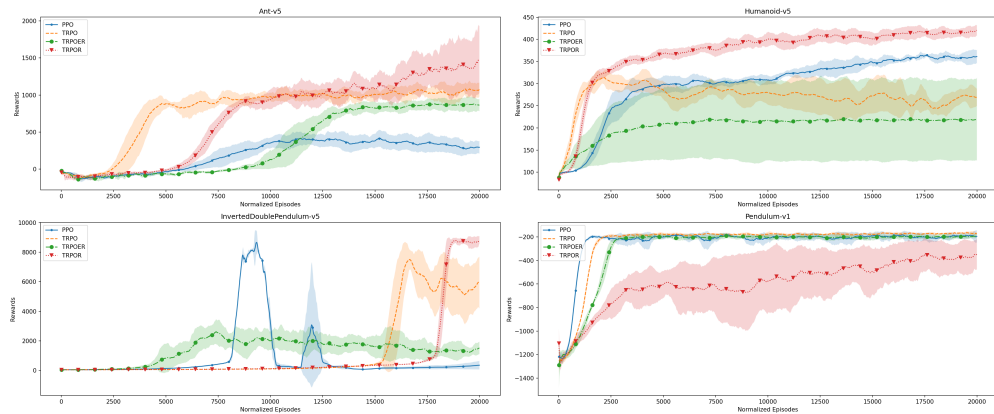 Ant-v5
PPO
TRPO
TRPOER
TRPOR
Rewards
2000
1500
1000
500
0
0 2500 5000 7500 10000 12500 15000 17500 20000
Normalized Episodes
Humanoid-v5
PPO
TRPO
TRPOER
TRPOR
Rewards
450
400
350
300
250
200
150
100
0 2500 5000 7500 10000 12500 15000 17500 20000
Normalized Episodes
InvertedDoublePendulum-v5
PPO
TRPO
TRPOER
TRPOR
Rewards
10000
8000
6000
4000
2000
0
0 2500 5000 7500 10000 12500 15000 17500 20000
Normalized Episodes
Pendulum-v1
PPO
TRPO
TRPOER
TRPOR
Rewards
−200
−400
−600
−800
−1000
−1200
−1400
0 2500 5000 7500 10000 12500 15000 17500 20000
Normalized Episodes